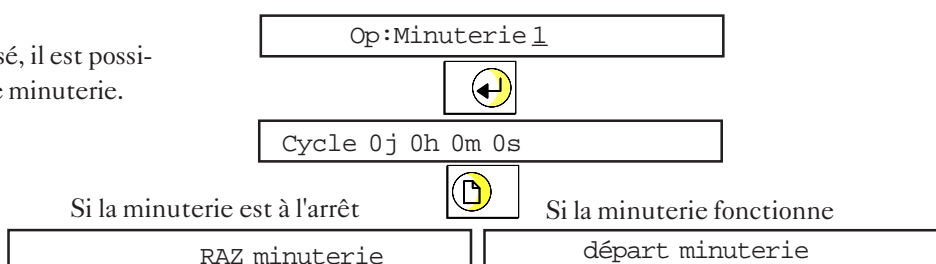 Op:Minuterie 1
sé, il est possi-
e minuterie.
Cycle 0j 0h 0m 0s
Si la minuterie est à l'arrêt
Si la minuterie fonctionne
RAZ minuterie
départ minuterie